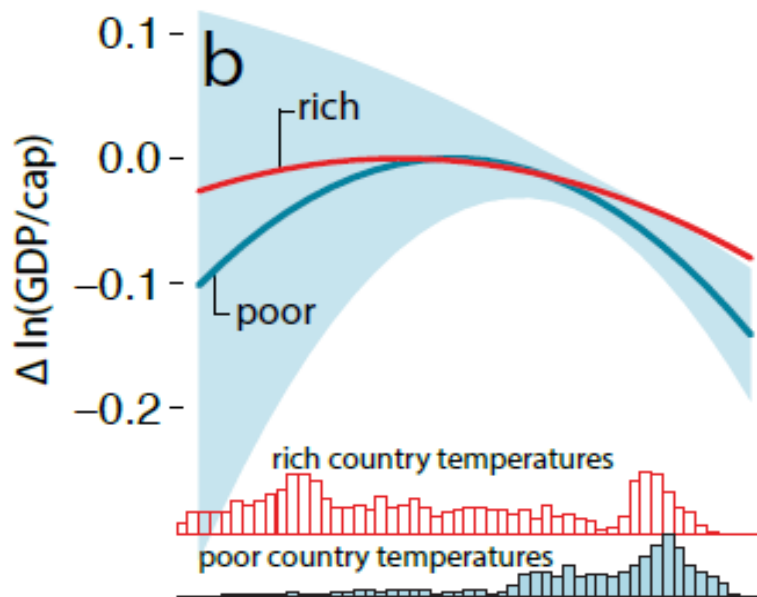 0.1
b
rich
0.0
Δ ln(GDP/cap)
−0.1
poor
−0.2
rich country temperatures
poor country temperatures